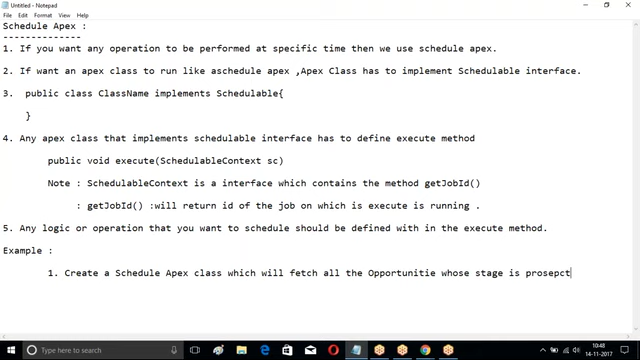 Untitled - Notepad
File Edit Format View Help
Schedule Apex :
--------------
1. If you want any operation to be performed at specific time then we use schedule apex.
2. If want an apex class to run like aschedule apex ,Apex Class has to implement Schedulable interface.
3. public class ClassName implements Schedulable{
}
4. Any apex class that implements schedulable interface has to define execute method
public void execute(SchedulableContext sc)
Note : SchedulableContext is a interface which contains the method getJobId()
: getJobId() :will return id of the job on which is execute is running .
5. Any logic or operation that you want to schedule should be defined with in the execute method.
Example :
1. Create a Schedule Apex class which will fetch all the Opportunitie whose stage is prosepct
Type here to search
10:48
14-11-2017